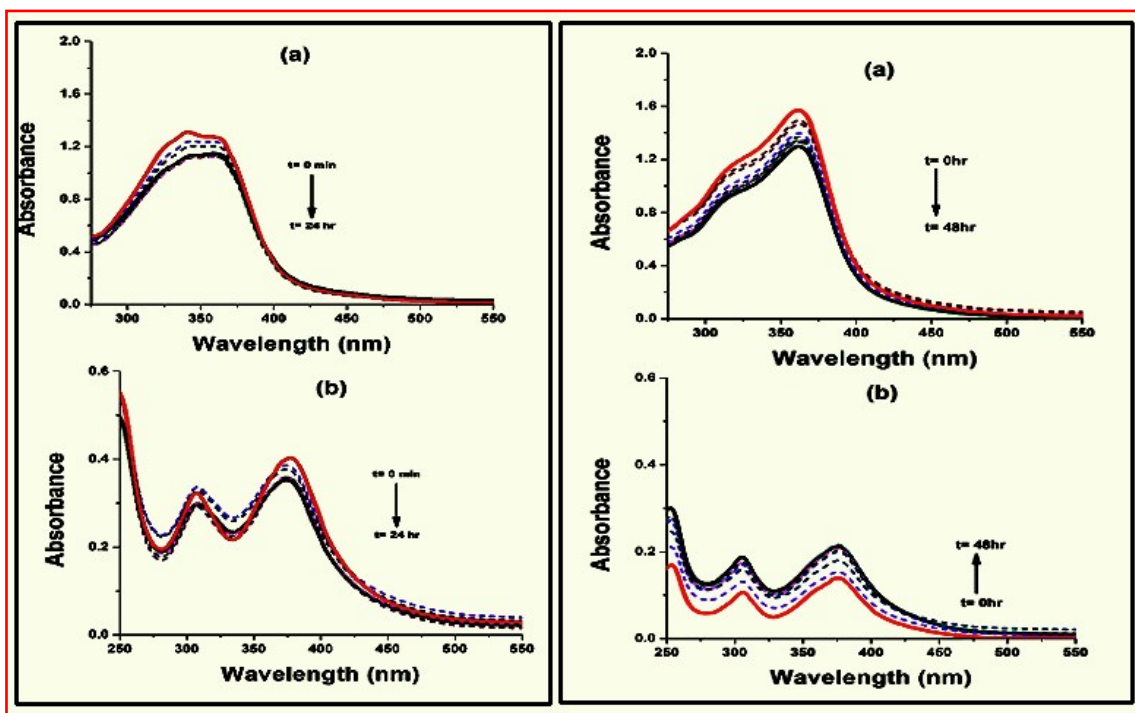 (a)
2.0
1.6
1.2
0.8
0.4
0.0
Absorbance
t= 0 min
t= 24 hr
300 350 400 450 500 550
Wavelength (nm)
(b)
0.6
0.4
0.2
0.0
Absorbance
t= 0 min
t= 24 hr
250 300 350 400 450 500 550
Wavelength (nm)
(a)
2.0
1.6
1.2
0.8
0.4
0.0
Absorbance
t= 0hr
t= 48hr
300 350 400 450 500 550
Wavelength (nm)
(b)
0.6
0.4
0.2
0.0
Absorbance
t= 48hr
t= 0hr
250 300 350 400 450 500 550
Wavelength (nm)